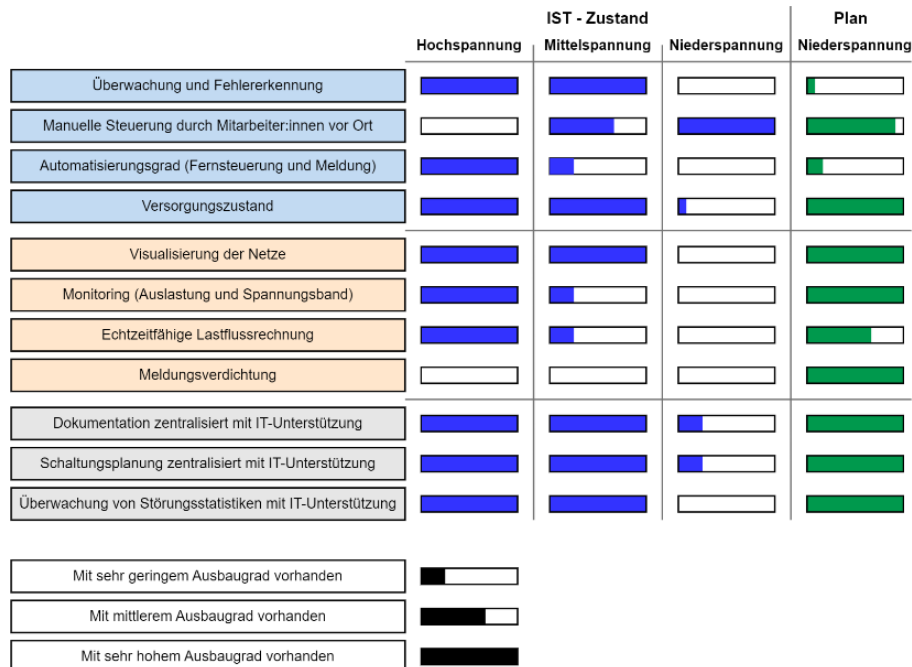 IST - Zustand Plan
Hochspannung Mittelspannung Niederspannung Niederspannung
Überwachung und Fehlererkennung
Manuelle Steuerung durch Mitarbeiter:innen vor Ort
Automatisierungsgrad (Fernsteuerung und Meldung)
Versorgungszustand
Visualisierung der Netze
Monitoring (Auslastung und Spannungsband)
Echtzeitfähige Lastflussrechnung
Meldungsverdichtung
Dokumentation zentralisiert mit IT-Unterstützung
Schaltungsplanung zentralisiert mit IT-Unterstützung
Überwachung von Störungsstatistiken mit IT-Unterstützung
Mit sehr geringem Ausbaugrad vorhanden
Mit mittlerem Ausbaugrad vorhanden
Mit sehr hohem Ausbaugrad vorhanden